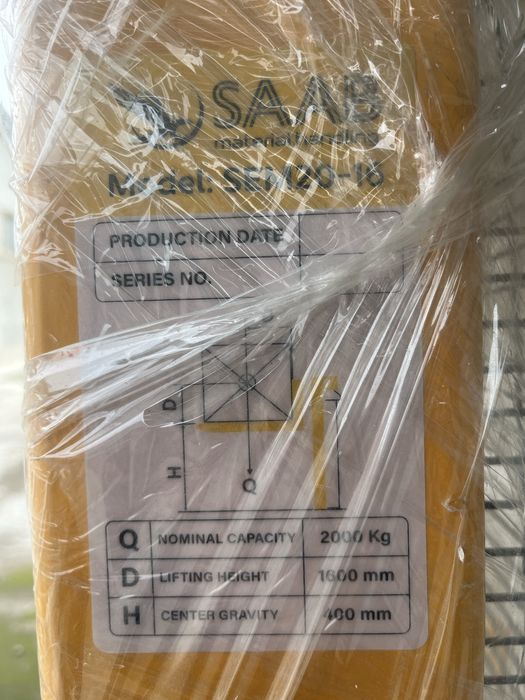 SAAB
material handling
Model: SEM20-16
PRODUCTION DATE
SERIES NO.
D
H
Q
Q NOMINAL CAPACITY 2000 Kg
D LIFTING HEIGHT 1600 mm
H CENTER GRAVITY 400 mm